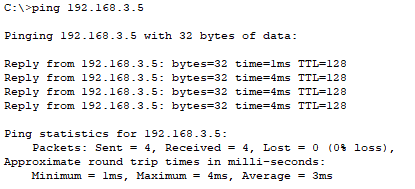 C:\>ping 192.168.3.5
Pinging 192.168.3.5 with 32 bytes of data:
Reply from 192.168.3.5: bytes=32 time=1ms TTL=128
Reply from 192.168.3.5: bytes=32 time=4ms TTL=128
Reply from 192.168.3.5: bytes=32 time=4ms TTL=128
Reply from 192.168.3.5: bytes=32 time=4ms TTL=128
Ping statistics for 192.168.3.5:
    Packets: Sent = 4, Received = 4, Lost = 0 (0% loss),
Approximate round trip times in milli-seconds:
    Minimum = 1ms, Maximum = 4ms, Average = 3ms